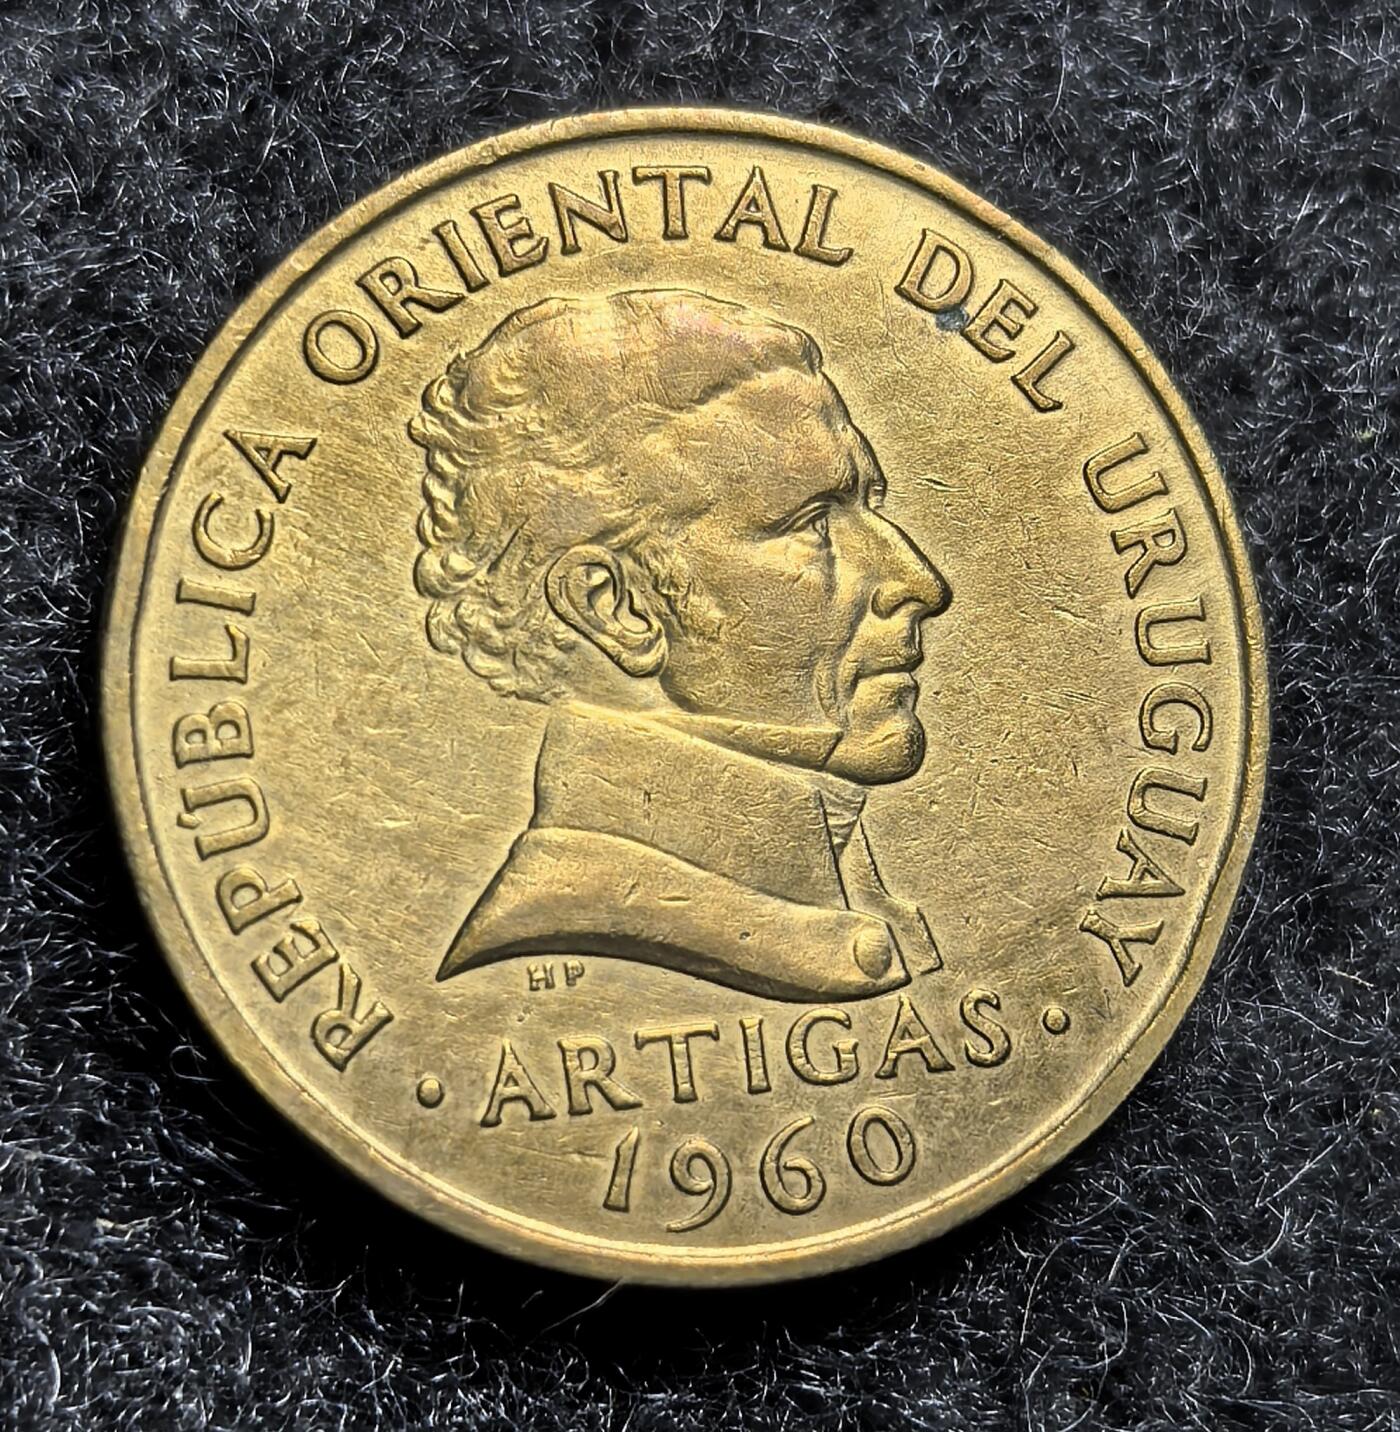 REPÚBLICA ORIENTAL DEL URUGUAY
HP
· ARTIGAS ·
1960